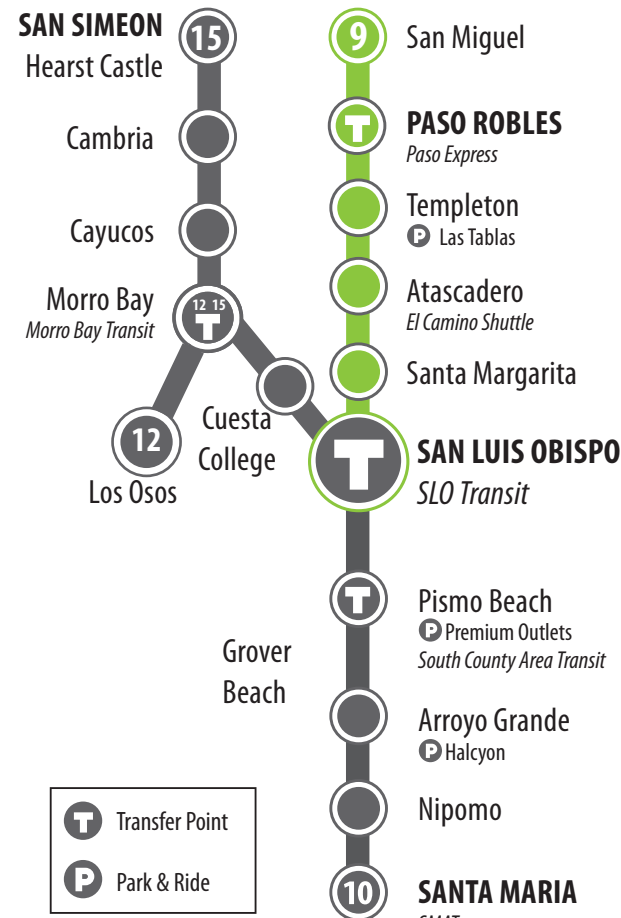 SAN SIMEON
Hearst Castle
15
9
San Miguel
Cambria
T
PASO ROBLES
Paso Express
Cayucos
Templeton
P Las Tablas
Morro Bay
Morro Bay Transit
12 15
T
Atascadero
El Camino Shuttle
Santa Margarita
Cuesta
College
12
Los Osos
T
SAN LUIS OBISPO
SLO Transit
T
Pismo Beach
P Premium Outlets
South County Area Transit
Grover
Beach
Arroyo Grande
P Halcyon
Nipomo
T Transfer Point
P Park & Ride
10
SANTA MARIA